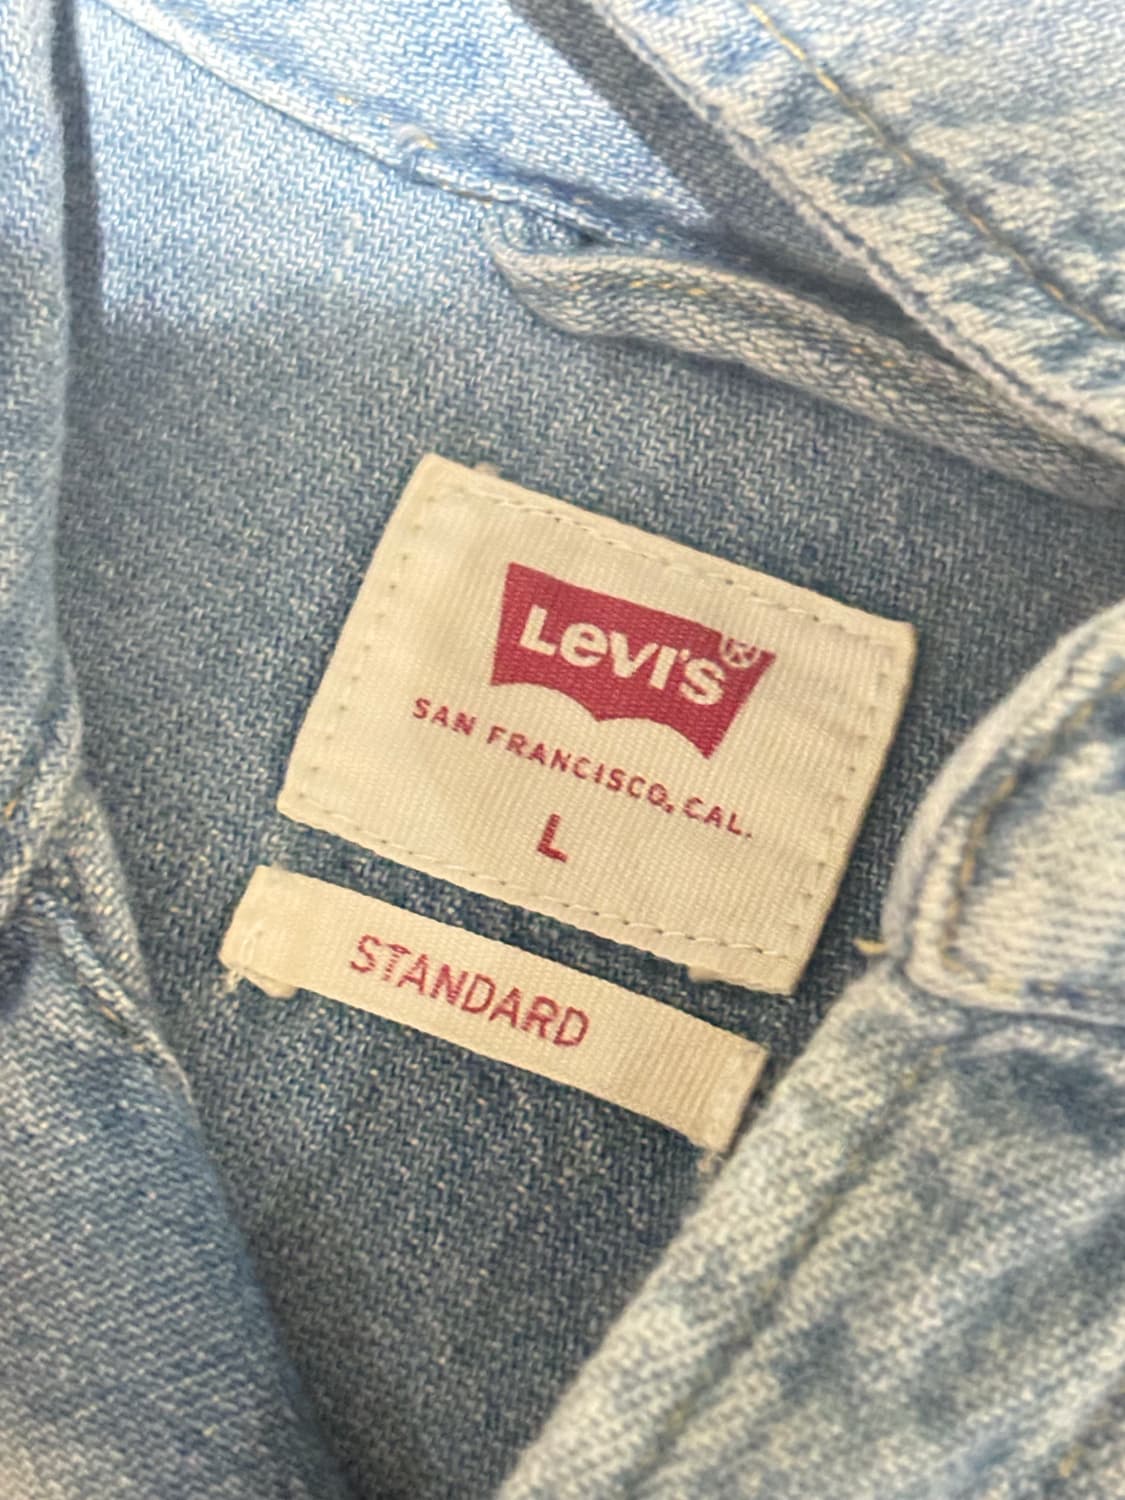 Levi's®
SAN FRANCISCO, CAL.
L
STANDARD